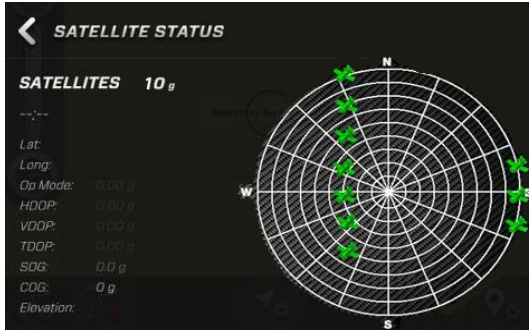 SATELLITE STATUS
SATELLITES 10 g
--:--
Lat:
Long:
Op Mode: 0.00 g
HDOP: 0.00 g
VDOP: 0.00 g
TDOP: 0.00 g
SOG: 0.0 g
COG: 0 g
Elevation:
N
W
S